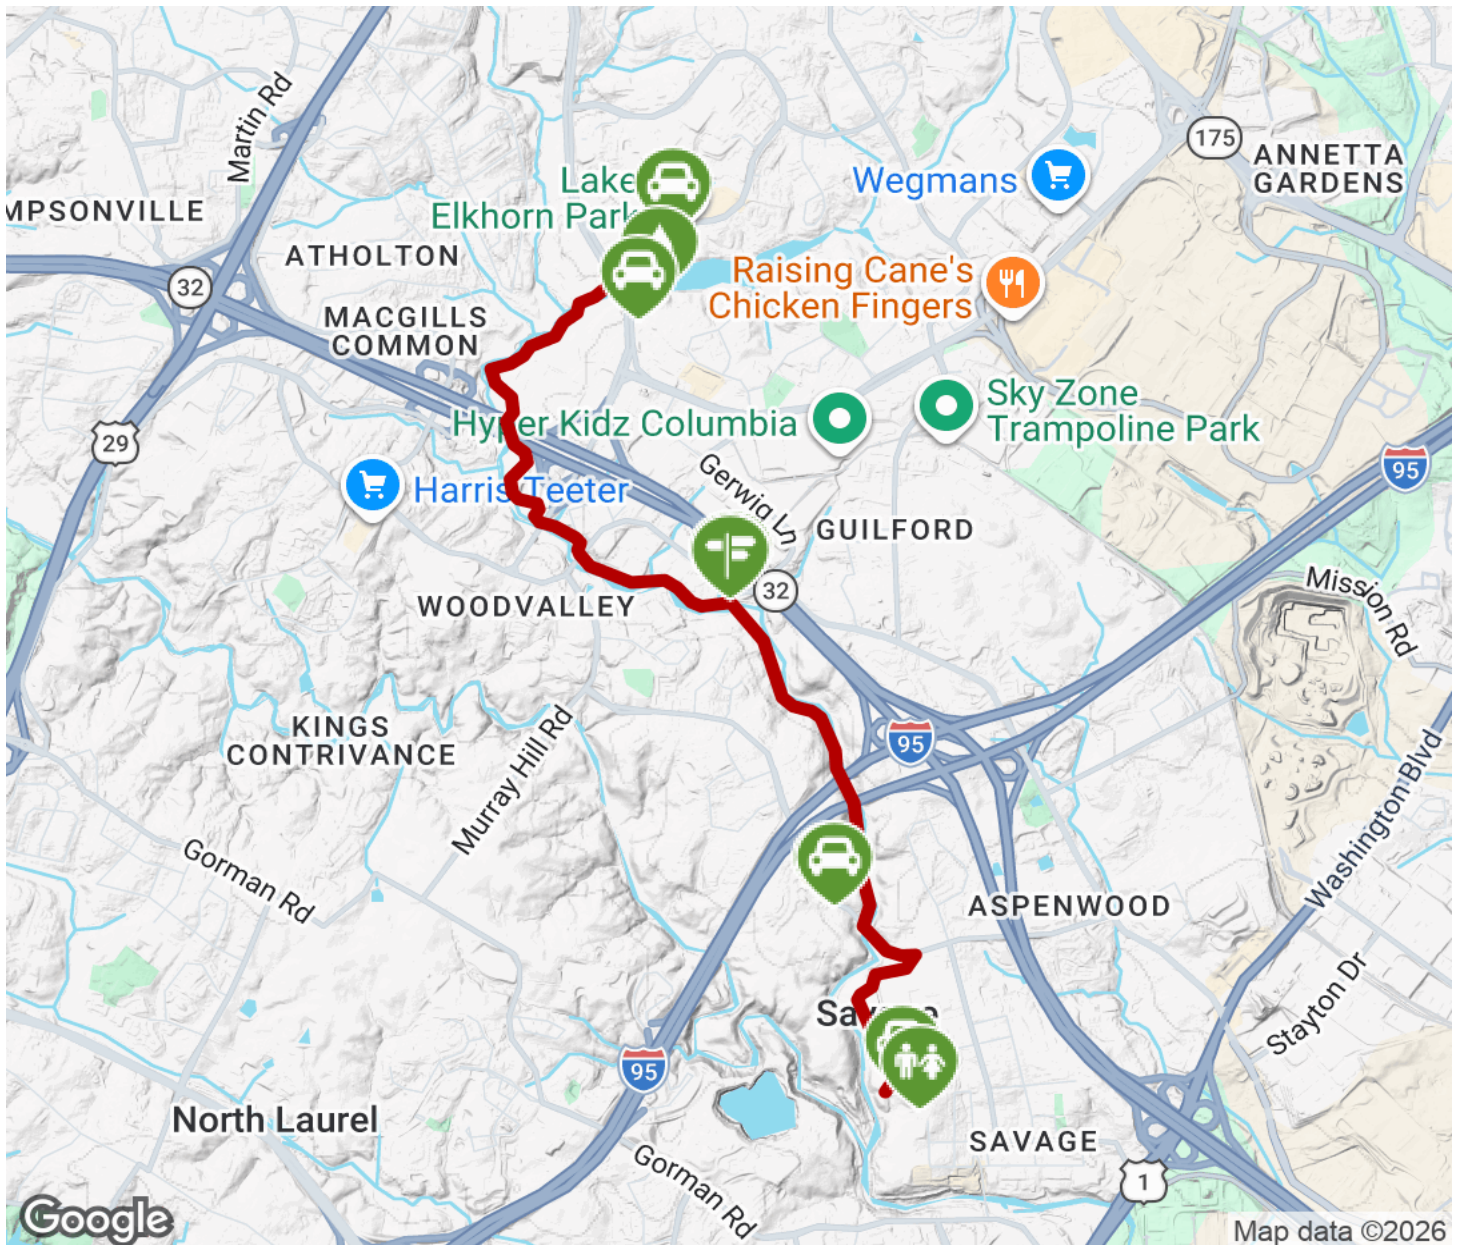 Martin Rd
175
ANNETTA
GARDENS
Lake
Elkhorn Park
Wegmans
MPSONVILLE
ATHOLTON
32
Raising Cane's
Chicken Fingers
MACGILLS
COMMON
29
Hyper Kidz Columbia
Sky Zone
Trampoline Park
95
Harris Teeter
Gerwig Ln
GUILFORD
32
Mission Rd
WOODVALLEY
KINGS
CONTRIVANCE
Murray Hill Rd
95
Washington Blvd
Gorman Rd
ASPENWOOD
Stayton Dr
95
North Laurel
SAVAGE
Gorman Rd
1
Google
Map data ©2026